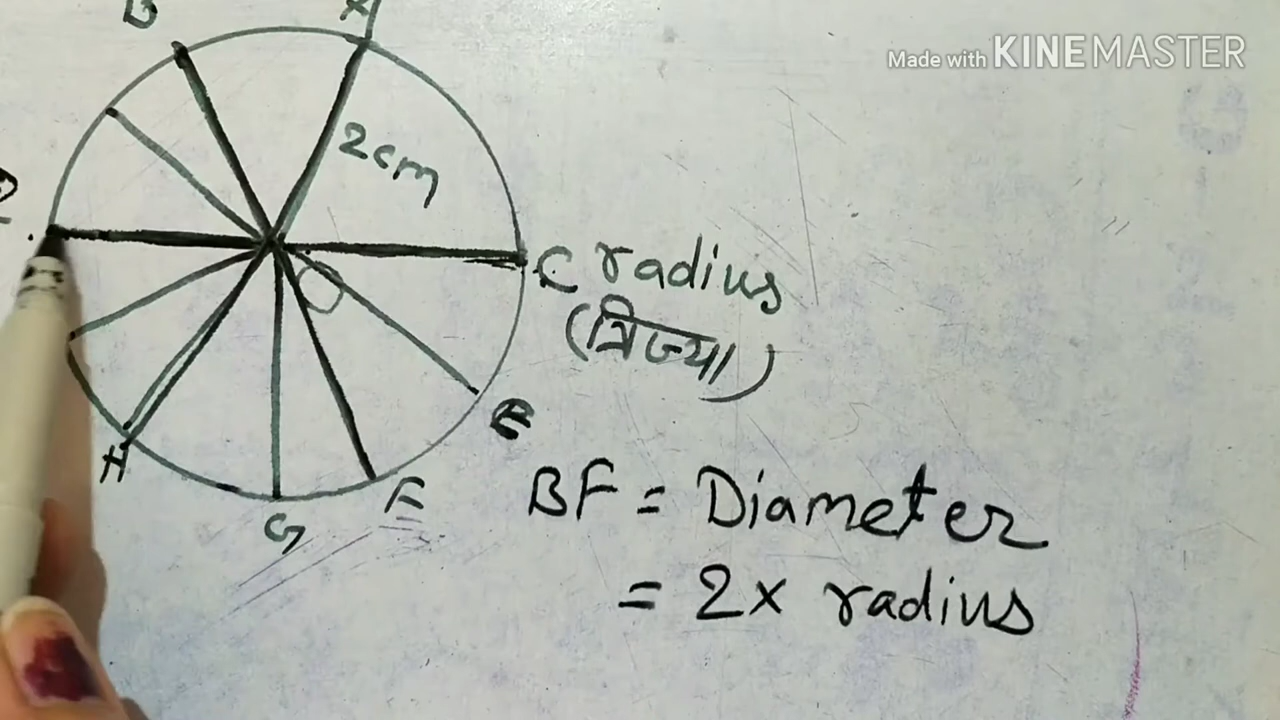 Made with KINEMASTER
B
A
2cm
D
C radius
(त्रिज्या)
E
H
F
G
BF = Diameter
= 2x radius